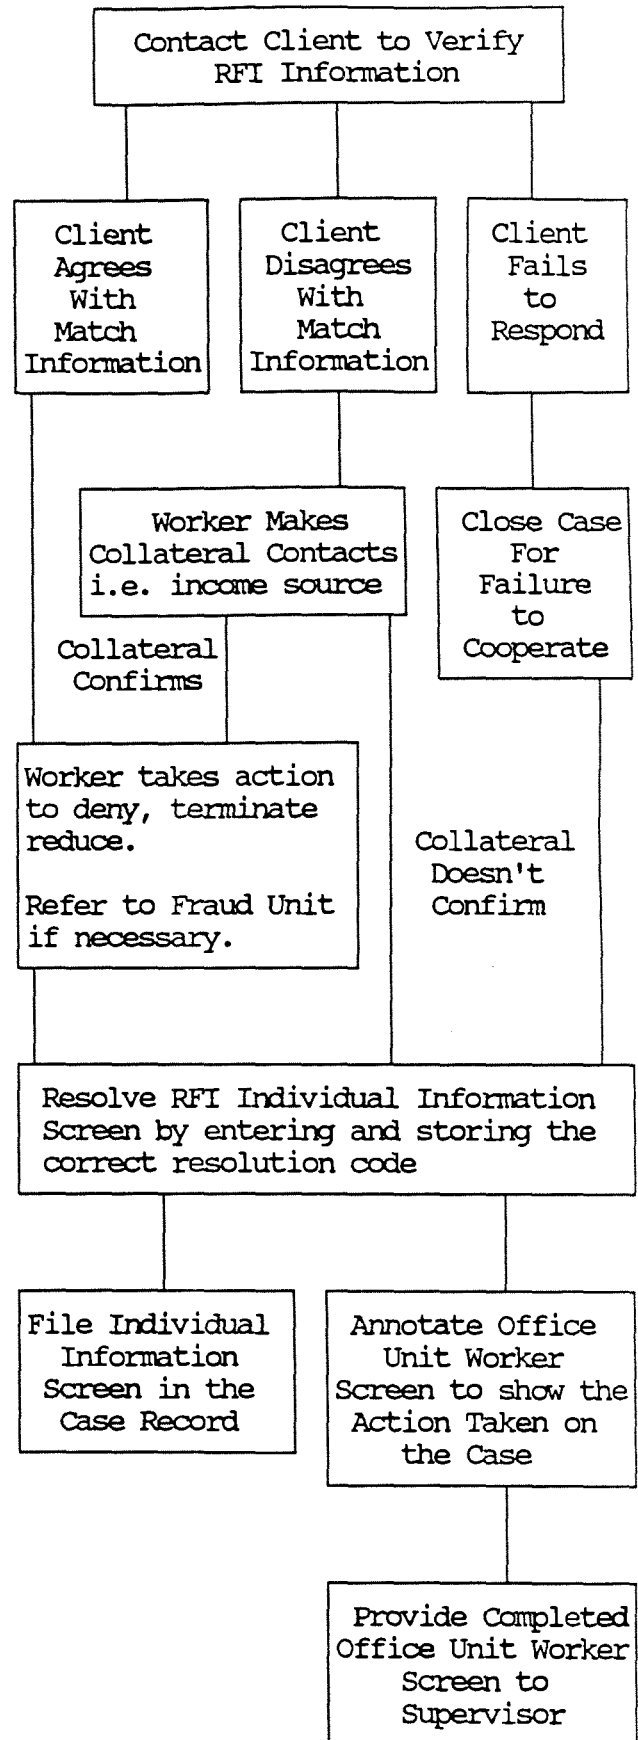 Contact Client to Verify
RFI Information
Client
Agrees
With
Match
Information
Client
Disagrees
With
Match
Information
Client
Fails
to
Respond
Worker Makes
Collateral Contacts
i.e. income source
Close Case
For
Failure
to
Cooperate
Collateral
Confirms
Worker takes action
to deny, terminate
reduce.
Refer to Fraud Unit
if necessary.
Collateral
Doesn't
Confirm
Resolve RFI Individual Information
Screen by entering and storing the
correct resolution code
File Individual
Information
Screen in the
Case Record
Annotate Office
Unit Worker
Screen to show the
Action Taken on
the Case
Provide Completed
Office Unit Worker
Screen to
Supervisor